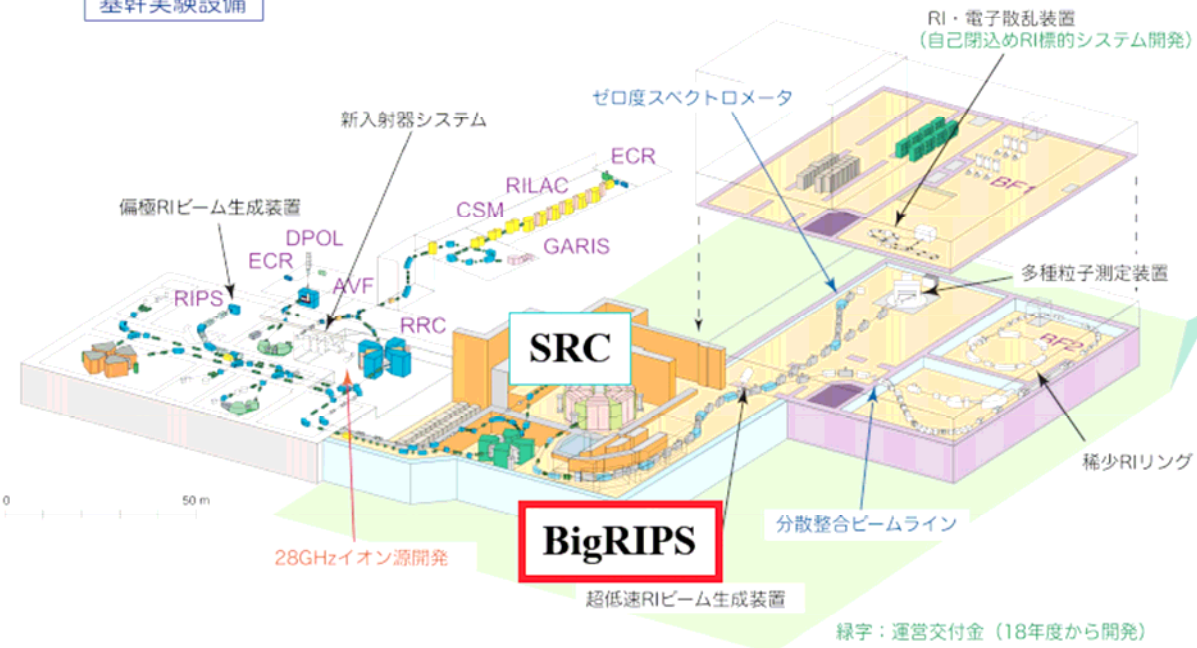 基幹実験設備
RI・電子散乱装置
(自己閉込めRI標的システム開発)
ゼロ度スペクトロメータ
新入射器システム
ECR
RILAC
偏極RIビーム生成装置
CSM
BF1
DPOL
GARIS
ECR
多種粒子測定装置
AVF
RIPS
RRC
SRC
RF2
稀少RIリング
0
50 m
分散整合ビームライン
BigRIPS
28GHzイオン源開発
超低速RIビーム生成装置
緑字：運営交付金（18年度から開発）